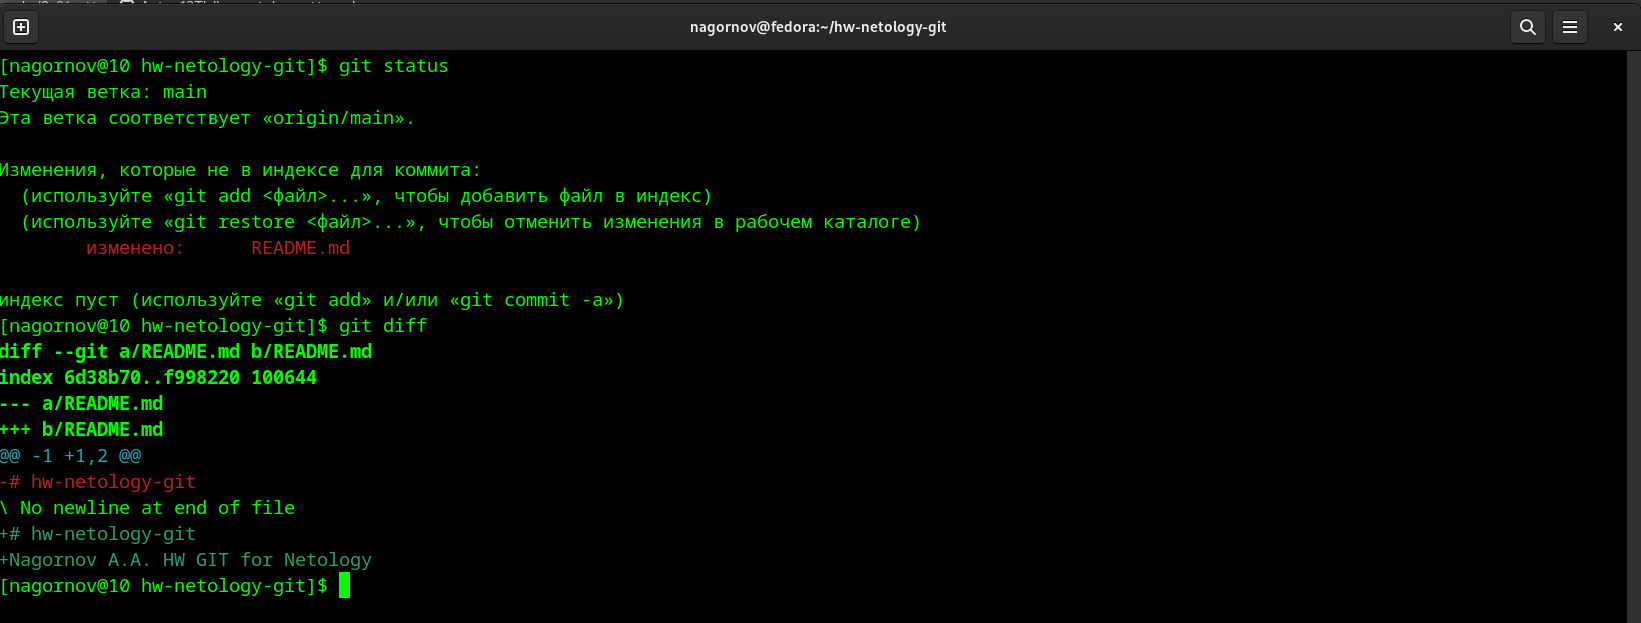 nagornov@fedora:~/hw-netology-git
[nagornov@10 hw-netology-git]$ git status
Текущая ветка: main
Эта ветка соответствует «origin/main».
Изменения, которые не в индексе для коммита:
  (используйте «git add <файл>...», чтобы добавить файл в индекс)
  (используйте «git restore <файл>...», чтобы отменить изменения в рабочем каталоге)
        изменено:      README.md
индекс пуст (используйте «git add» и/или «git commit -a»)
[nagornov@10 hw-netology-git]$ git diff
diff --git a/README.md b/README.md
index 6d38b70..f998220 100644
--- a/README.md
+++ b/README.md
@@ -1 +1,2 @@
-# hw-netology-git
\ No newline at end of file
+# hw-netology-git
+Nagornov A.A. HW GIT for Netology
[nagornov@10 hw-netology-git]$